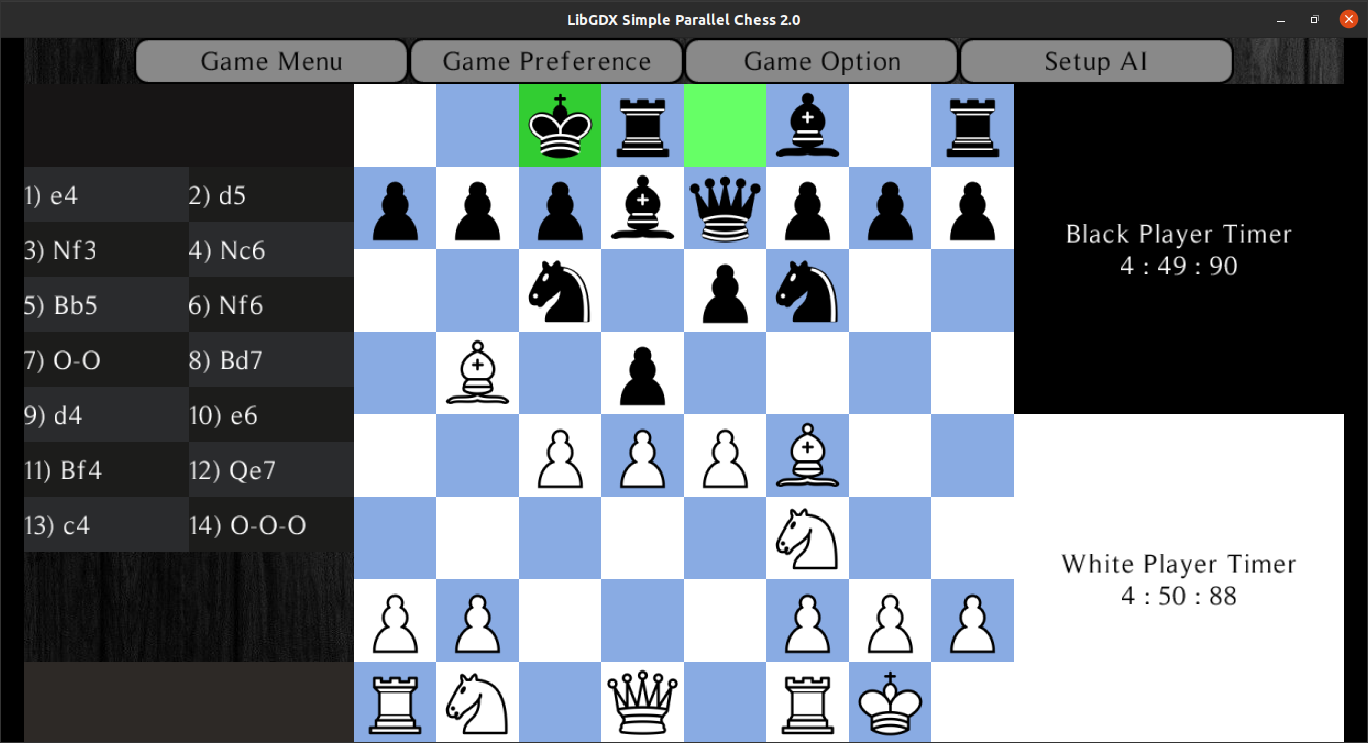 LibGDX Simple Parallel Chess 2.0
Game Menu Game Preference Game Option Setup AI
1) e4 2) d5
3) Nf3 4) Nc6
5) Bb5 6) Nf6
7) O-O 8) Bd7
9) d4 10) e6
11) Bf4 12) Qe7
13) c4 14) O-O-O
Black Player Timer
4 : 49 : 90
White Player Timer
4 : 50 : 88